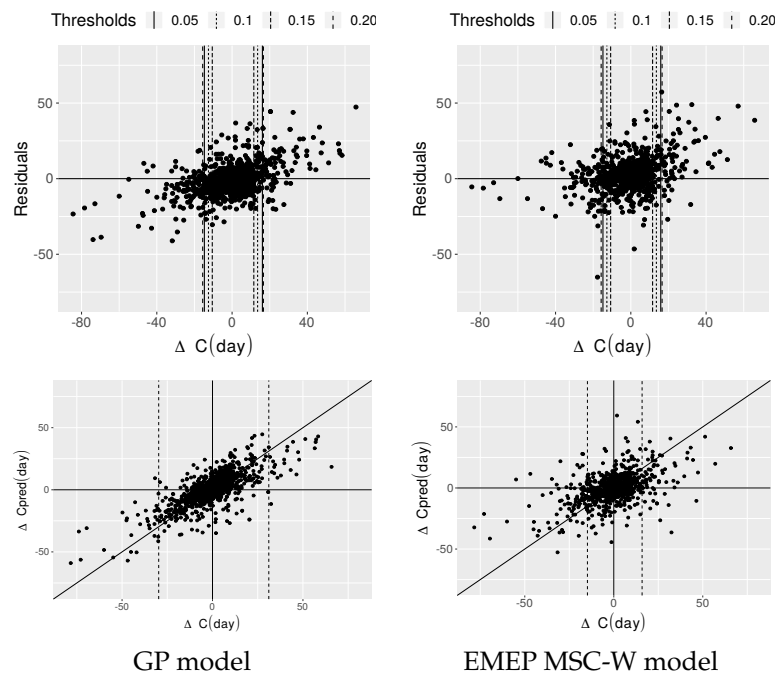 Thresholds 0.05 0.1 0.15 0.20
Thresholds 0.05 0.1 0.15 0.20
Residuals
50
0
-50
-80 -40 0 40
Δ C(day)
Residuals
50
0
-50
-80 -40 0 40
Δ C(day)
Δ Cpred(day)
50
0
-50
-50 0 50
Δ C(day)
Δ Cpred(day)
50
0
-50
-50 0 50
Δ C(day)
GP model
EMEP MSC-W model